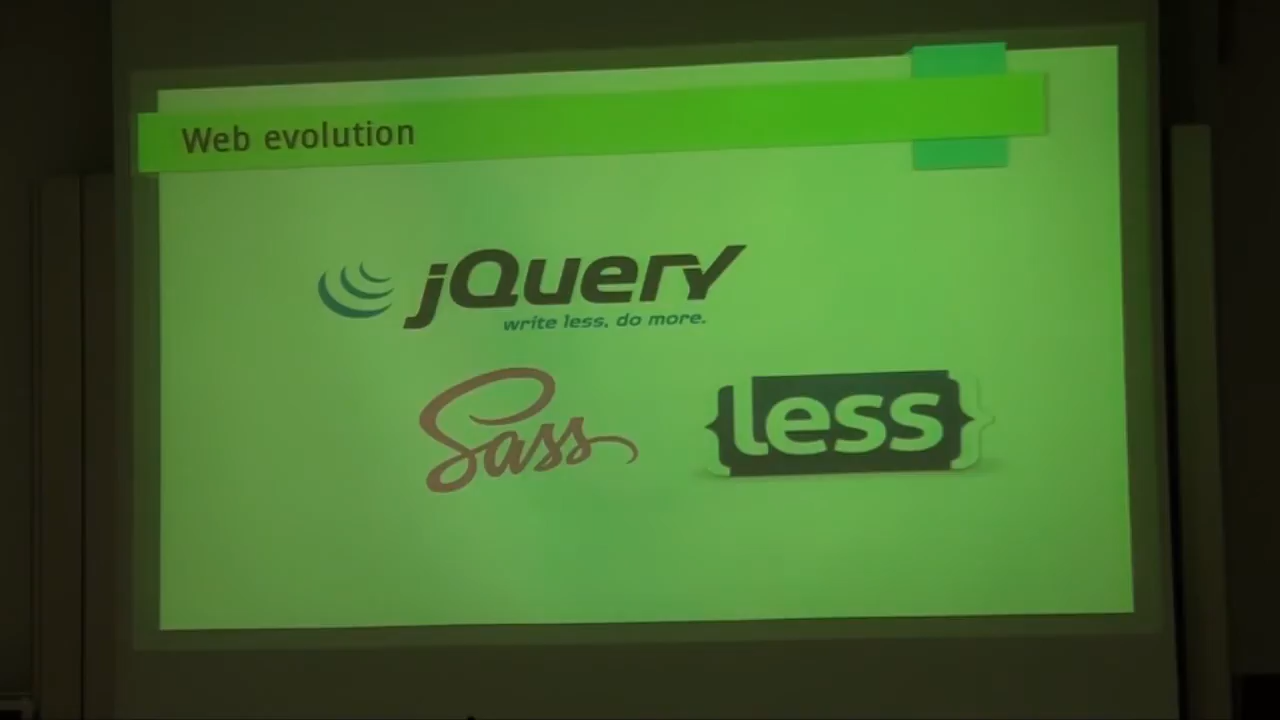 Web evolution
jQuery
write less, do more.
Sass
{less}